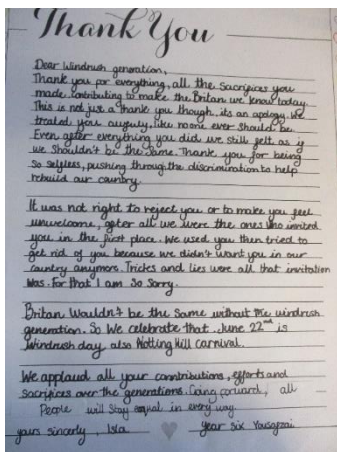 Thank You
Dear Windrush generation,
Thank you for everything, all the sacrifices you
made contributing to make the Britan we know today.
This is not just a thank you though, its an apology. We
treated you like no one ever should be
Even after everything you did we still felt as if
we shouldn't be the same. Thank you for being
so selfless, pushing through the discrimination to help
rebuild our country.
It was not right to reject you or to make you feel
unwelcome, after all we were the ones who invited
you in the first place. We used you then tried to
get rid of you because we didn't want you in our
country anymore. Tricks and lies were all that invitation
was. For that I am so sorry.
Britan wouldn't be the same without the windrush
generation. So we celebrate that. June 22nd is
Windrush day also Notting Hill carnival.
We applaud all your contributions, efforts and
sacrifices over the generations. Going forward, all
People will stay equal in every way.
yours sincerly, Isla year six Yousafzai